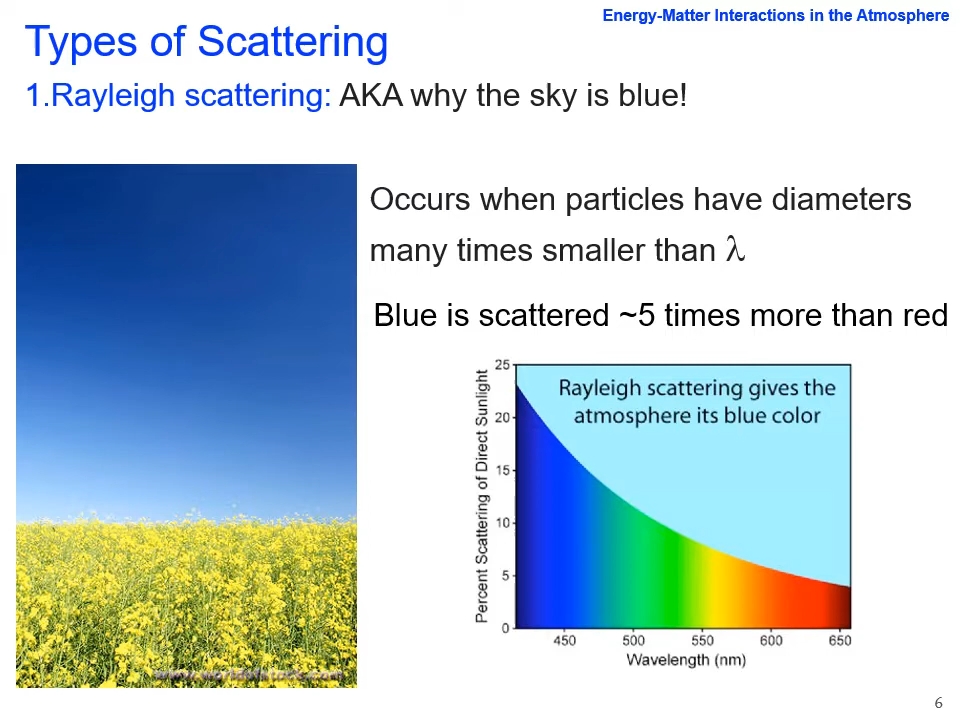 Energy-Matter Interactions in the Atmosphere
Types of Scattering
1.Rayleigh scattering: AKA why the sky is blue!
Occurs when particles have diameters
many times smaller than λ
Blue is scattered ~5 times more than red
Rayleigh scattering gives the
atmosphere its blue color
Percent Scattering of Direct Sunlight
25
20
15
10
5
0
450 500 550 600 650
Wavelength (nm)
6